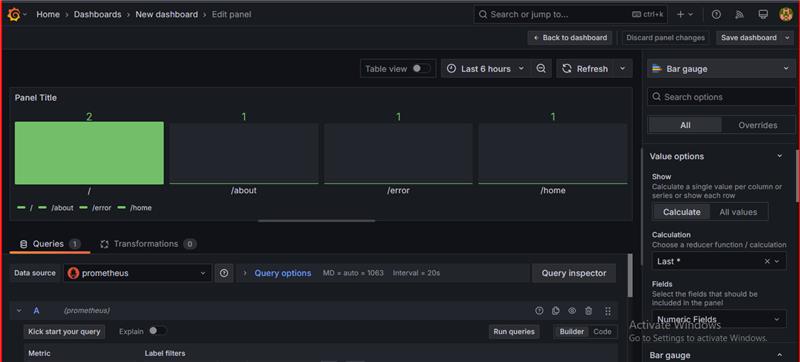 Home > Dashboards > New dashboard > Edit panel
Search or jump to... ctrl+k
Back to dashboard Discard panel changes Save dashboard
Table view Last 6 hours Refresh
Bar gauge
Search options
All Overrides
Panel Title
2 1 1 1
/ /about /error /home
/ /about /error /home
Value options
Show
Calculate a single value per column or
series or show each row
Calculate All values
Calculation
Choose a reducer function / calculation
Last *
Fields
Select the fields that should be
included in the panel
Numeric Fields
Bar gauge
Queries 1 Transformations 0
Data source prometheus > Query options MD = auto = 1063 Interval = 20s Query inspector
A (prometheus)
Kick start your query Explain Run queries Builder Code
Metric Label filters
Activate Windows
Go to Settings to activate Windows.